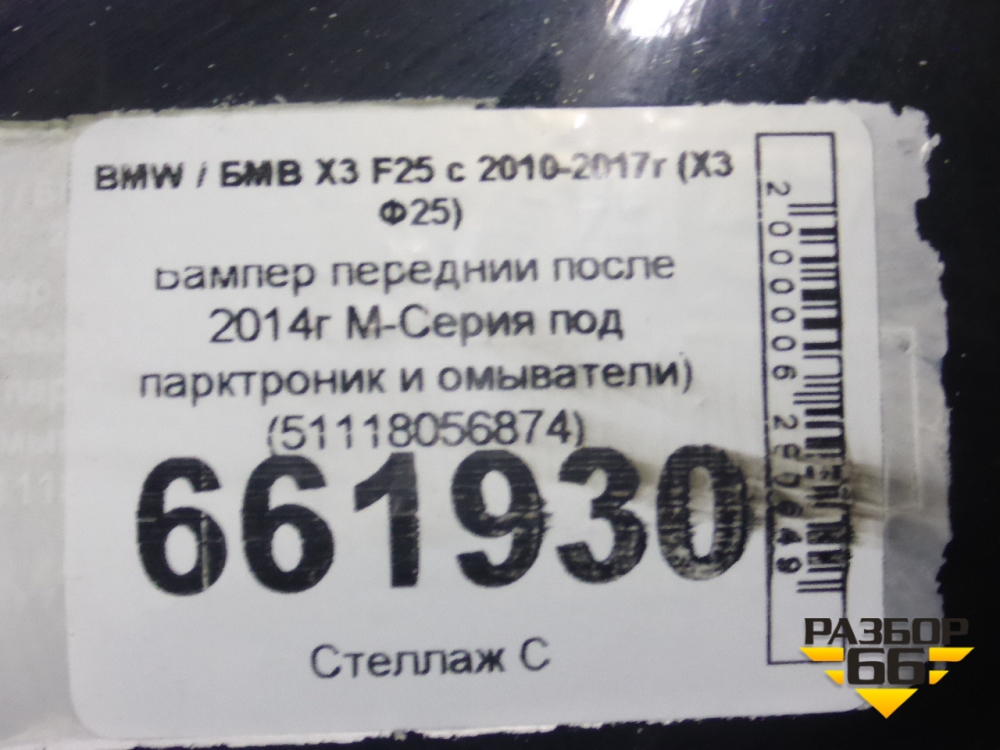 BMW / БМВ X3 F25 с 2010-2017г (X3
Ф25)
Бампер передний после
2014г М-Серия под
парктроник и омыватели)
(51118056874)
661930
Стеллаж С
РАЗБОР
66